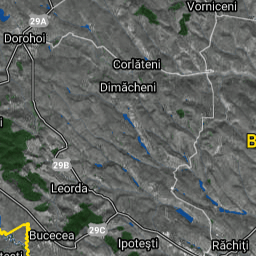 Vorniceni
29A
Dorohoi
Corlăteni
Dimăcheni
B
29B
Leorda
Bucecea
29C
Ipotești
Răchiți